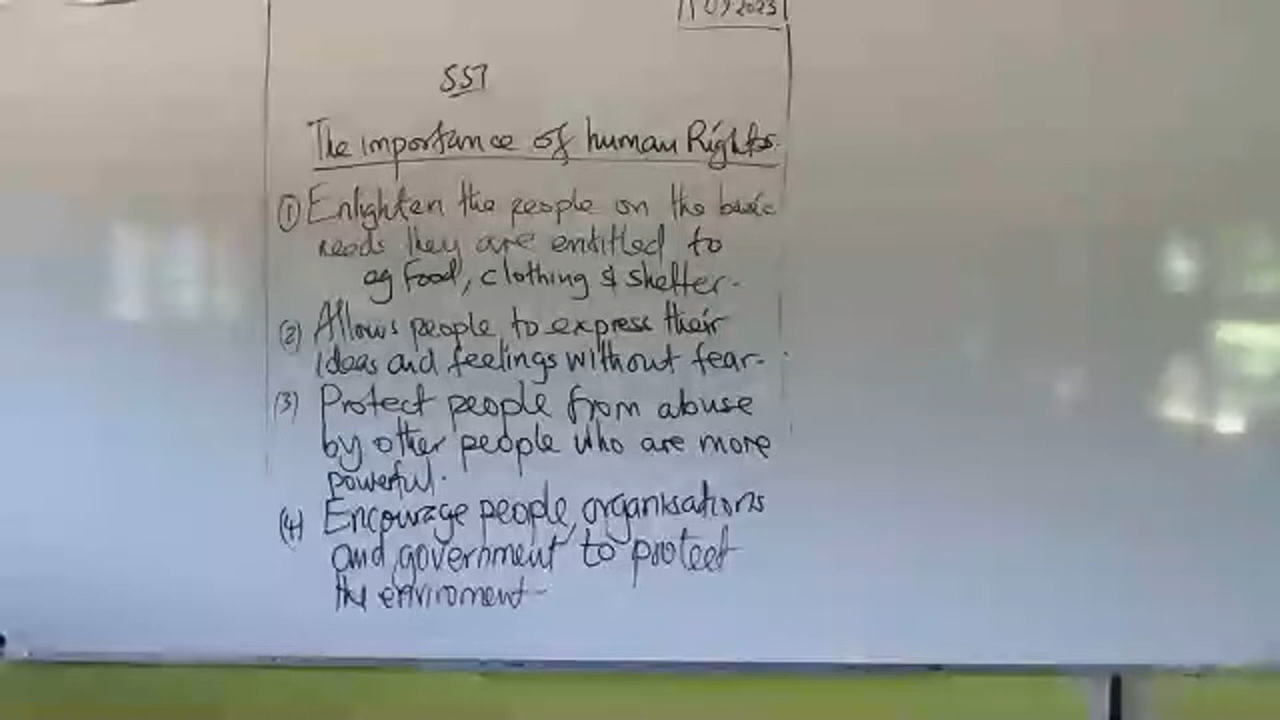 2023
SST
The importance of human Rights.
① Enlighten the people on the basic
needs they are entitled to
eg Food, clothing & shelter.
(2) Allows people to express their
ideas and feelings without fear.
(3) Protect people from abuse
by other people who are more
powerful.
(4) Encourage people, organisations
and government to protect
the enviroment.